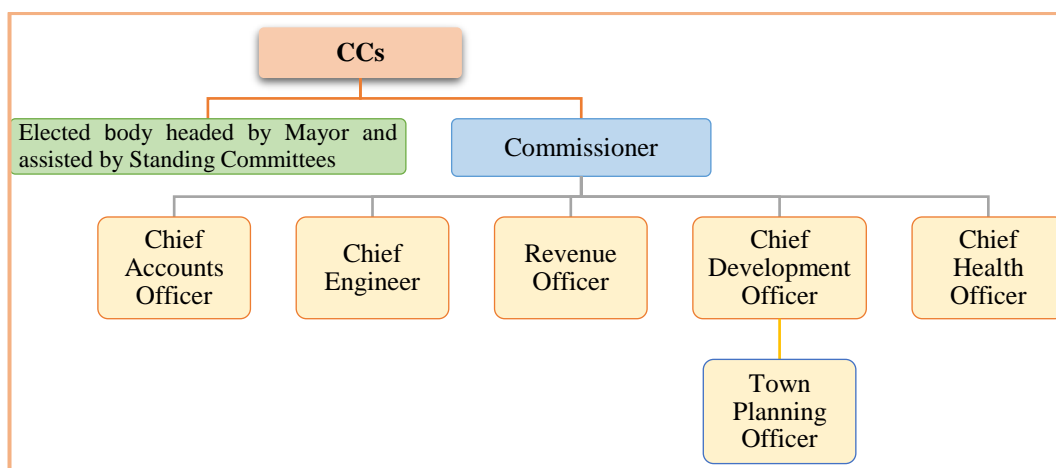 CCs
Elected body headed by Mayor and
assisted by Standing Committees
Commissioner
Chief
Accounts
Officer
Chief
Engineer
Revenue
Officer
Chief
Development
Officer
Chief
Health
Officer
Town
Planning
Officer